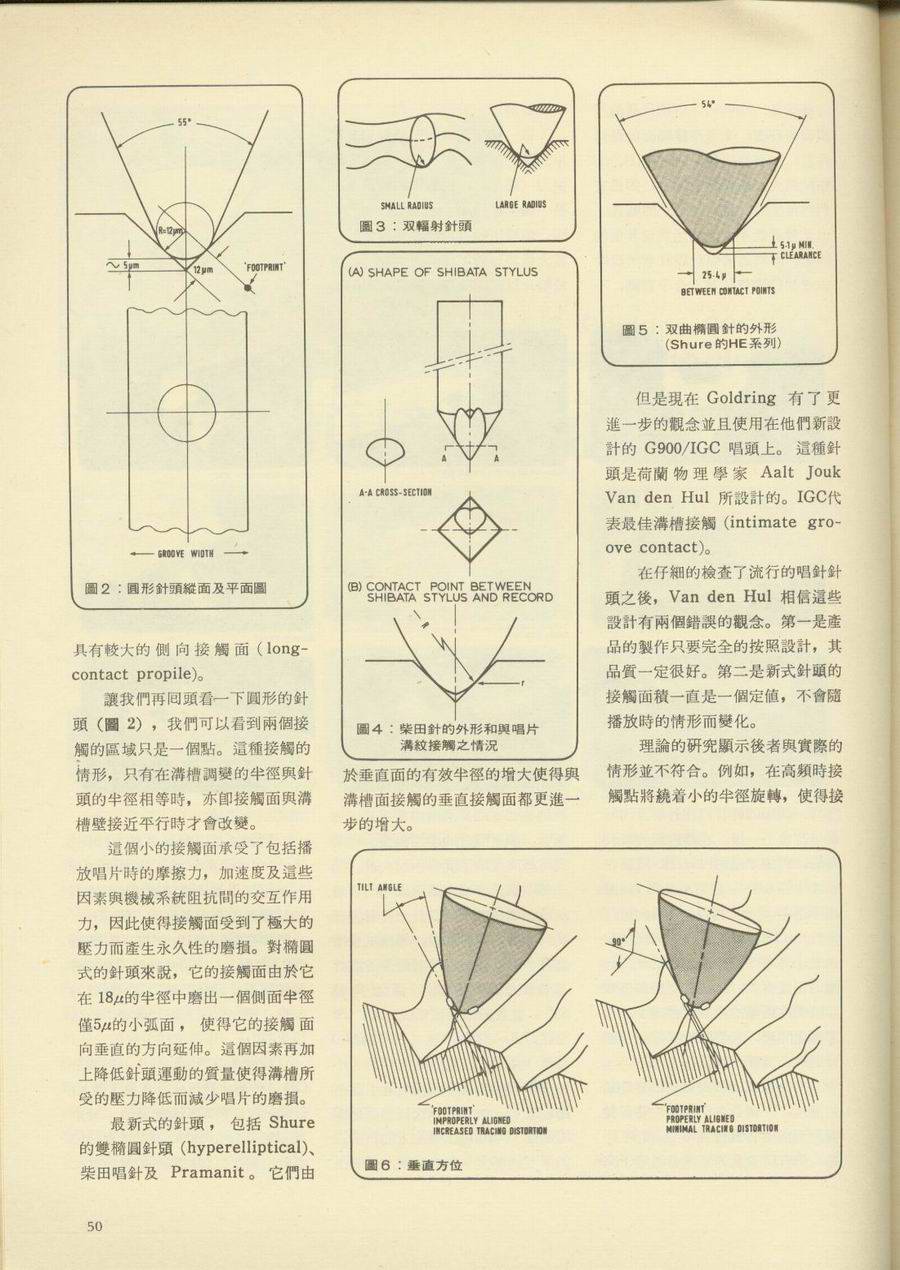 55°
R=12μm
~ 5μm
12μm
'FOOTPRINT'
GROOVE WIDTH
圖2：圓形針頭縱面及平面圖
具有較大的側向接觸面（long-
contact propile)。
讓我們再囘頭看一下圓形的針
頭（圖 2），我們可以看到兩個接
觸的區域只是一個點。這種接觸的
情形，只有在溝槽調變的半徑與針
頭的半徑相等時，亦卽接觸面與溝
槽壁接近平行時才會改變。
這個小的接觸面承受了包括播
放唱片時的摩擦力，加速度及這些
因素與機械系統阻抗間的交互作用
力，因此使得接觸面受到了極大的
壓力而產生永久性的磨損。對橢圓
式的針頭來說，它的接觸面由於它
在 18μ的半徑中磨出一個側面半徑
僅5μ的小弧面， 使得它的接觸面
向垂直的方向延伸。這個因素再加
上降低針頭運動的質量使得溝槽所
受的壓力降低而減少唱片的磨損。
最新式的針頭， 包括 Shure
的雙橢圓針頭 (hyperelliptical)、
柴田唱針及 Pramanit。 它們由
SMALL RADIUS
LARGE RADIUS
圖3：双輻射針頭
(A) SHAPE OF SHIBATA STYLUS
A
A
A-A CROSS-SECTION
(B) CONTACT POINT BETWEEN
SHIBATA STYLUS AND RECORD
R
r
圖4：柴田針的外形和與唱片
溝紋接觸之情況
於垂直面的有效半徑的增大使得與
溝槽面接觸的垂直接觸面都更進一
步的增大。
54°
5·1μ MIN.
CLEARANCE
25·4μ
BETWEEN CONTACT POINTS
圖5：双曲橢圓針的外形
(Shure的HE系列)
但是現在 Goldring 有了更
進一步的觀念並且使用在他們新設
計的 G900/IGC 唱頭上。 這種針
頭是荷蘭物理學家 Aalt Jouk
Van den Hul 所設計的。IGC代
表最佳溝槽接觸 (intimate gro-
ove contact)。
在仔細的檢查了流行的唱針針
頭之後，Van den Hul 相信這些
設計有兩個錯誤的觀念。第一是產
品的製作只要完全的按照設計，其
品質一定很好。第二是新式針頭的
接觸面積一直是一個定値，不會隨
播放時的情形而變化。
理論的研究顯示後者與實際的
情形並不符合。例如，在高頻時接
觸點將繞着小的半徑旋轉，使得接
TILT ANGLE
'FOOTPRINT'
IMPROPERLY ALIGNED
INCREASED TRACING DISTORTION
90°
'FOOTPRINT'
PROPERLY ALIGNED
MINIMAL TRACING DISTORTION
圖6：垂直方位
50